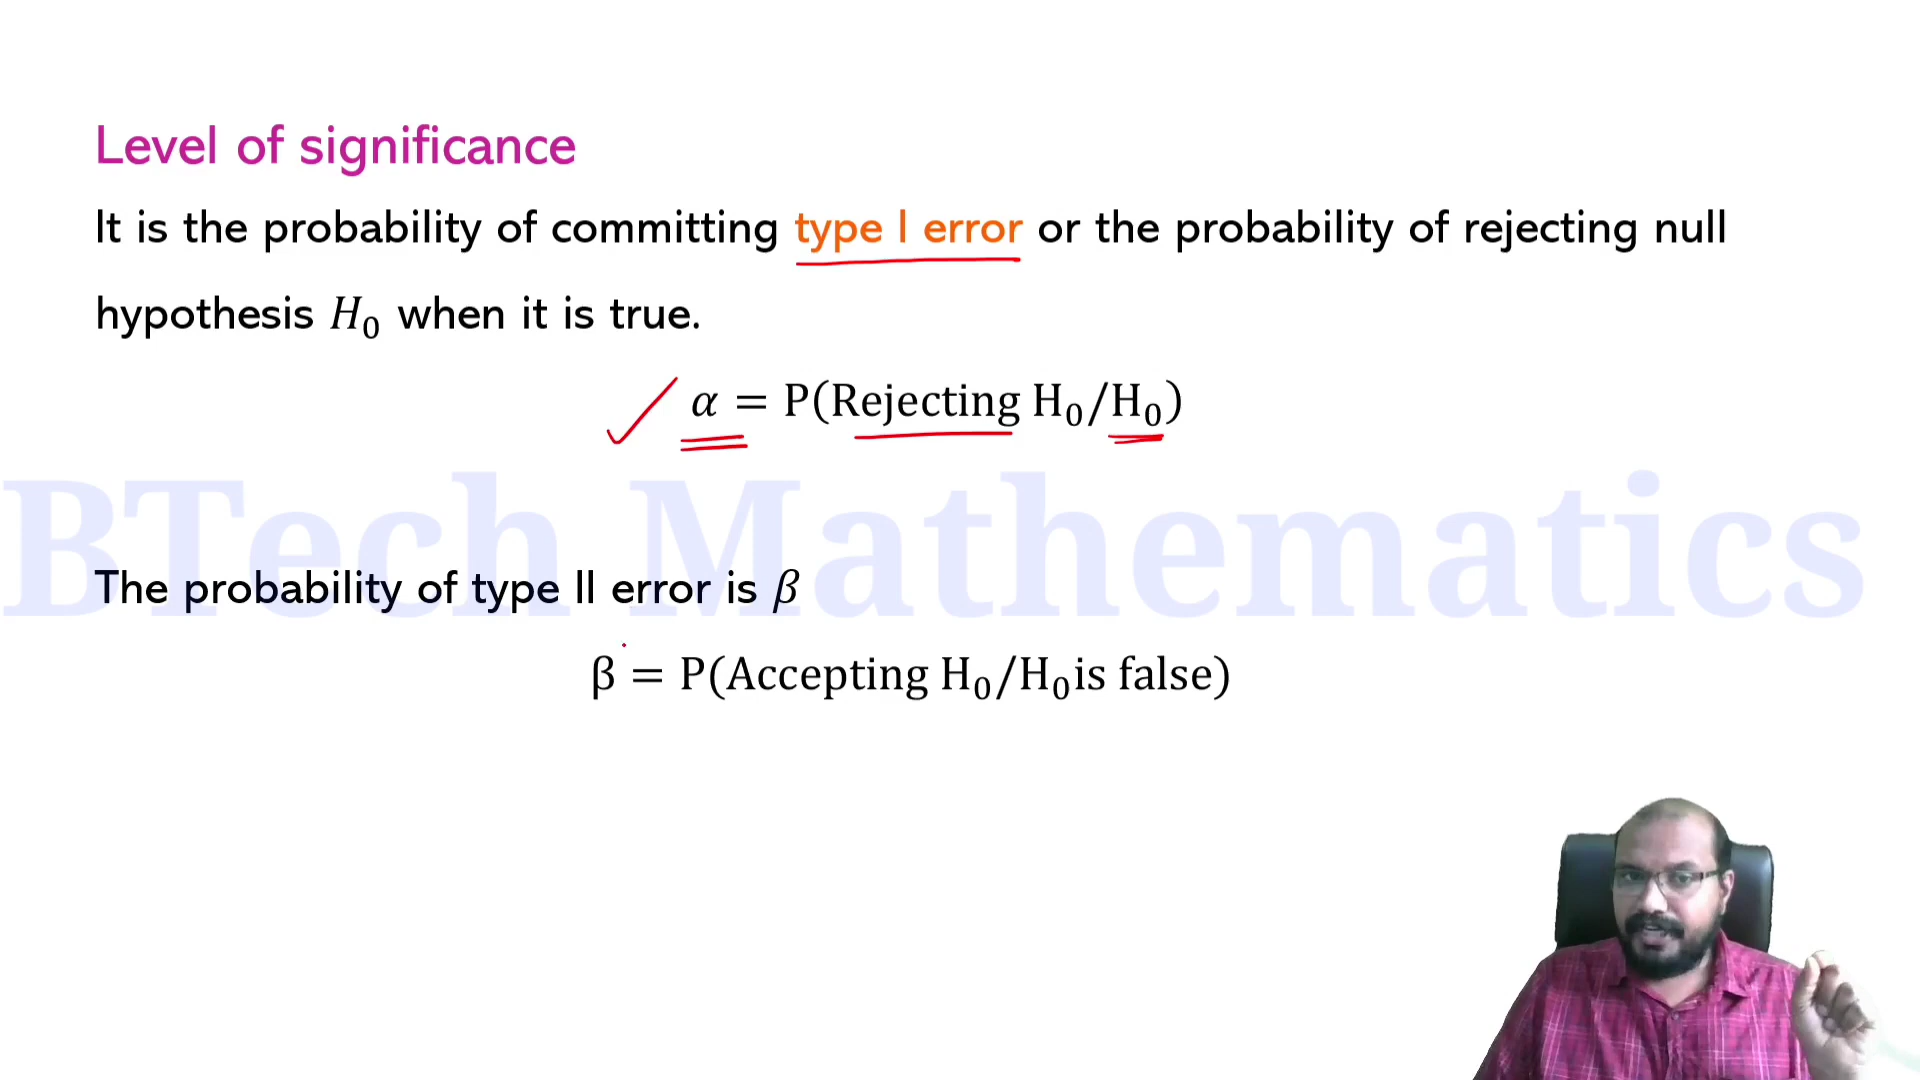 Level of significance
It is the probability of committing type I error or the probability of rejecting null
hypothesis H₀ when it is true.
α = P(Rejecting H₀/H₀)
BTech Mathematics
The probability of type II error is β
β = P(Accepting H₀/H₀is false)